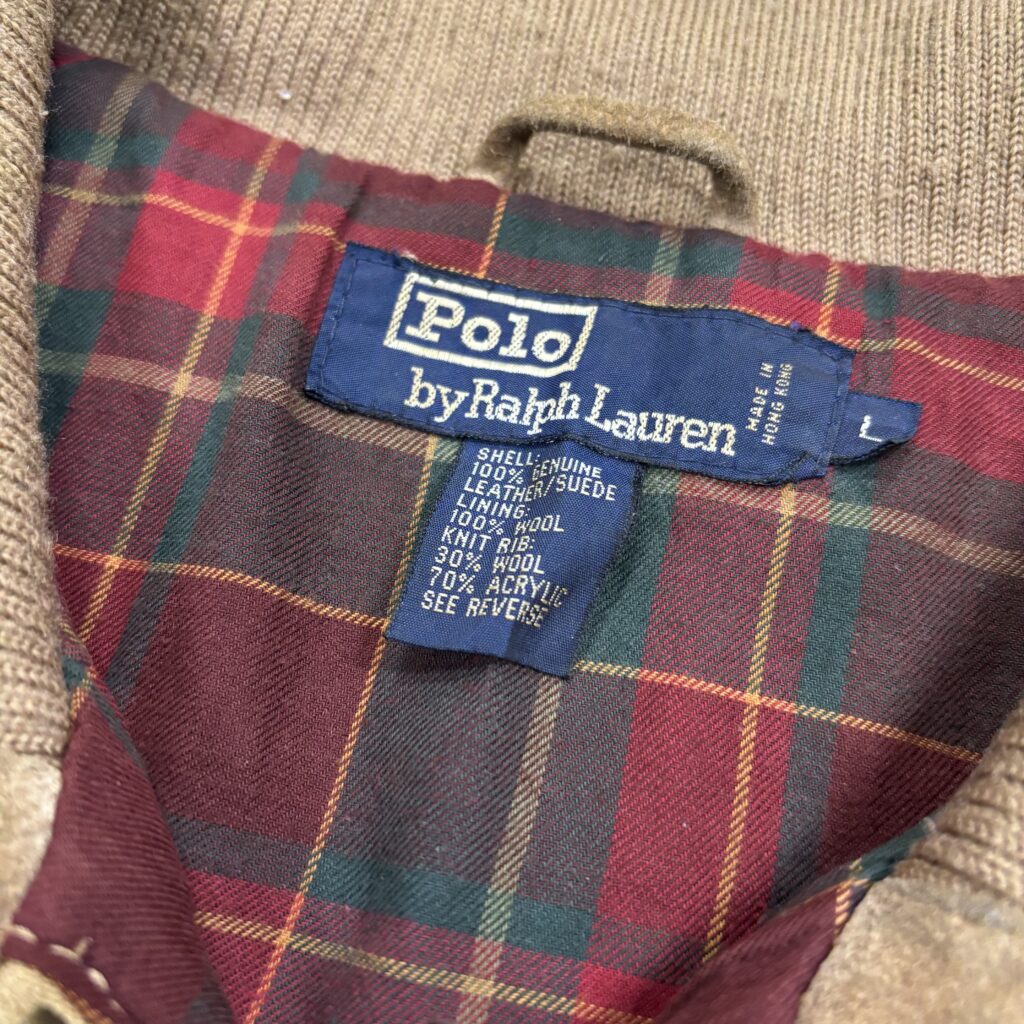 Polo
by Ralph Lauren
MADE IN
HONG KONG
L
SHELL:
100% GENUINE
LEATHER/SUEDE
LINING:
100% WOOL
KNIT RIB:
30% WOOL
70% ACRYLIC
SEE REVERSE